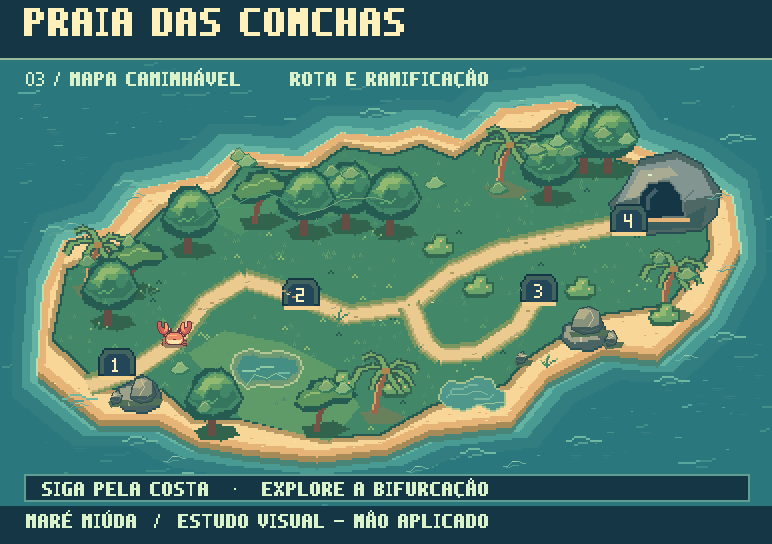 PRAIA DAS CONCHAS
03 / MAPA CAMINHÁVEL ROTA E RAMIFICAÇÃO
4
2
3
1
SIGA PELA COSTA · EXPLORE A BIFURCAÇÃO
MARÉ MIÚDA / ESTUDO VISUAL — NÃO APLICADO